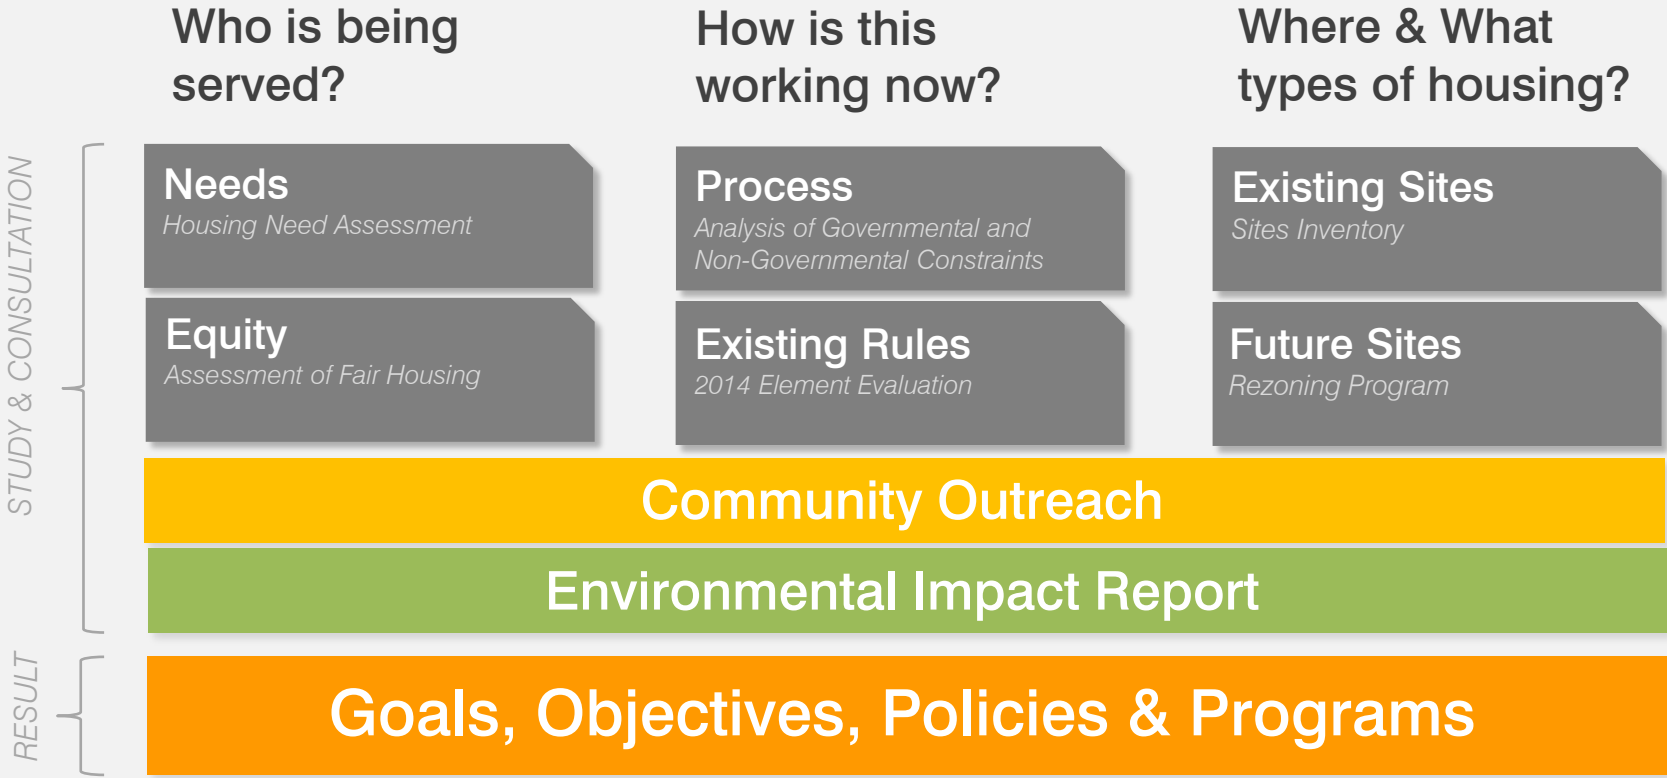 Who is being
served?
How is this
working now?
Where & What
types of housing?
STUDY & CONSULTATION
Needs
Housing Need Assessment
Process
Analysis of Governmental and
Non-Governmental Constraints
Existing Sites
Sites Inventory
Equity
Assessment of Fair Housing
Existing Rules
2014 Element Evaluation
Future Sites
Rezoning Program
Community Outreach
Environmental Impact Report
RESULT
Goals, Objectives, Policies & Programs